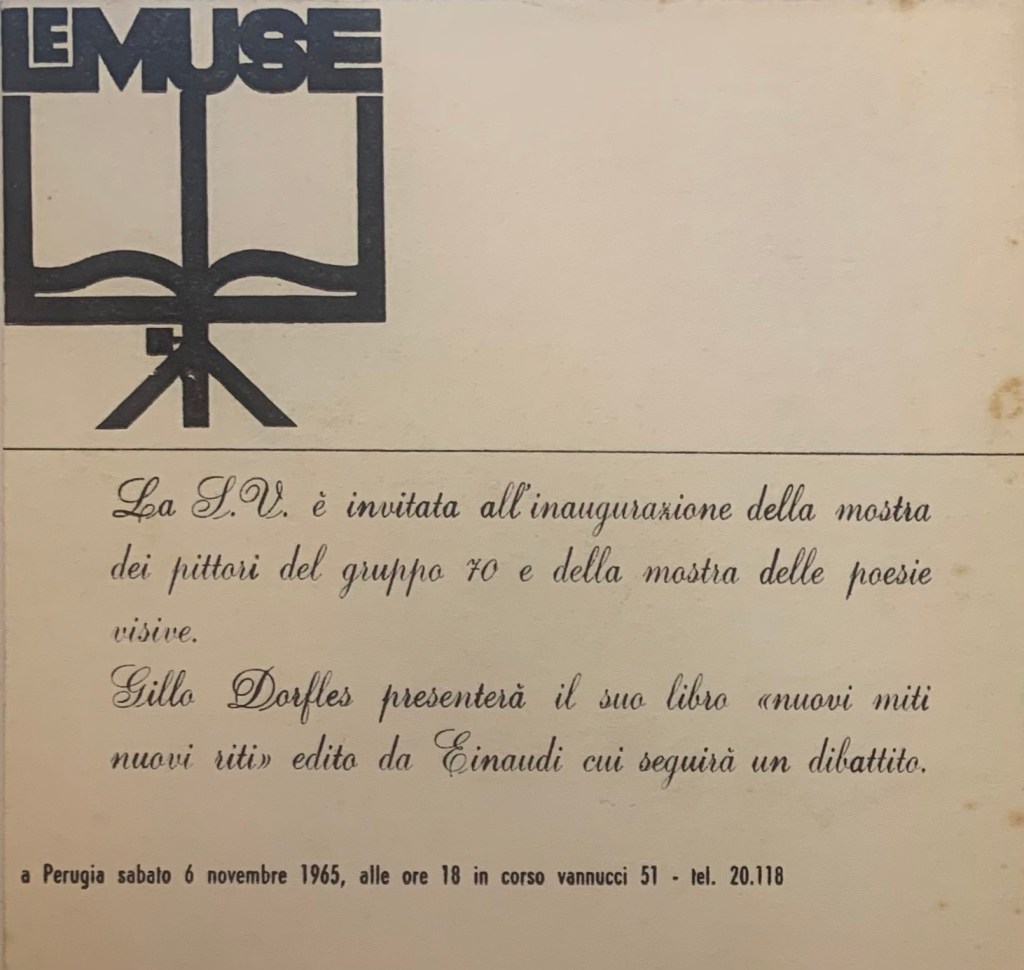 LE MUSE
La S.V. è invitata all'inaugurazione della mostra
dei pittori del gruppo 70 e della mostra delle poesie
visive.
Gillo Dorfles presenterà il suo libro «nuovi miti
nuovi riti» edito da Einaudi cui seguirà un dibattito.
a Perugia sabato 6 novembre 1965, alle ore 18 in corso vannucci 51 - tel. 20.118